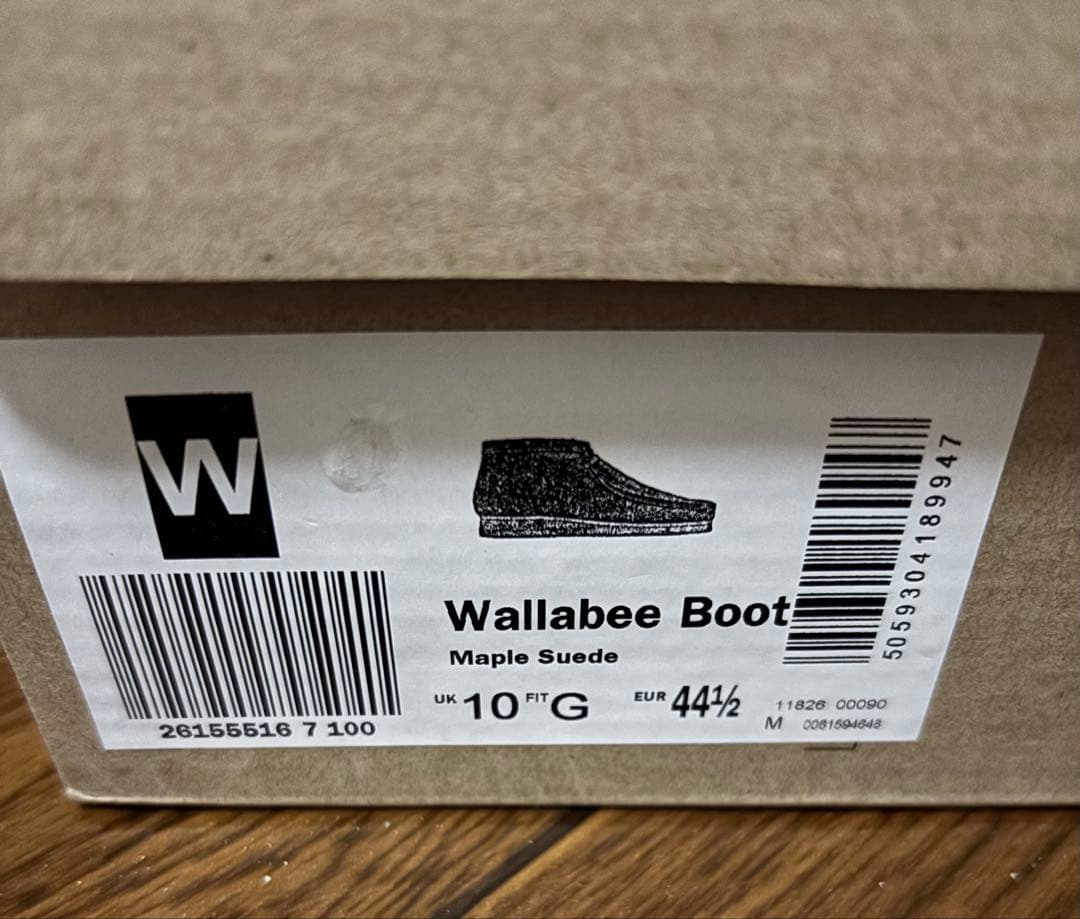 W
26155516 7 100
Wallabee Boot
Maple Suede
UK 10 FIT G EUR 44½
11826 00090
M 0081594648
5059304189947